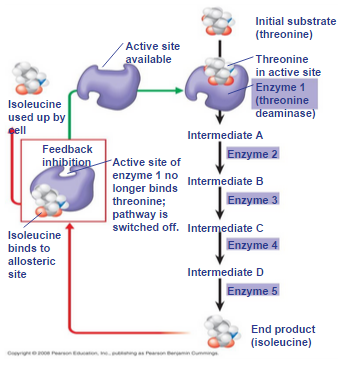 Initial substrate
(threonine)
Active site
available
Threonine
in active site
Enzyme 1
(threonine
deaminase)
Isoleucine
used up by
cell
Intermediate A
Enzyme 2
Feedback
inhibition
Active site of
enzyme 1 no
longer binds
threonine;
pathway is
switched off.
Intermediate B
Enzyme 3
Isoleucine
binds to
allosteric
site
Intermediate C
Enzyme 4
Intermediate D
Enzyme 5
End product
(isoleucine)
Copyright © 2008 Pearson Education, Inc., publishing as Pearson Benjamin Cummings.